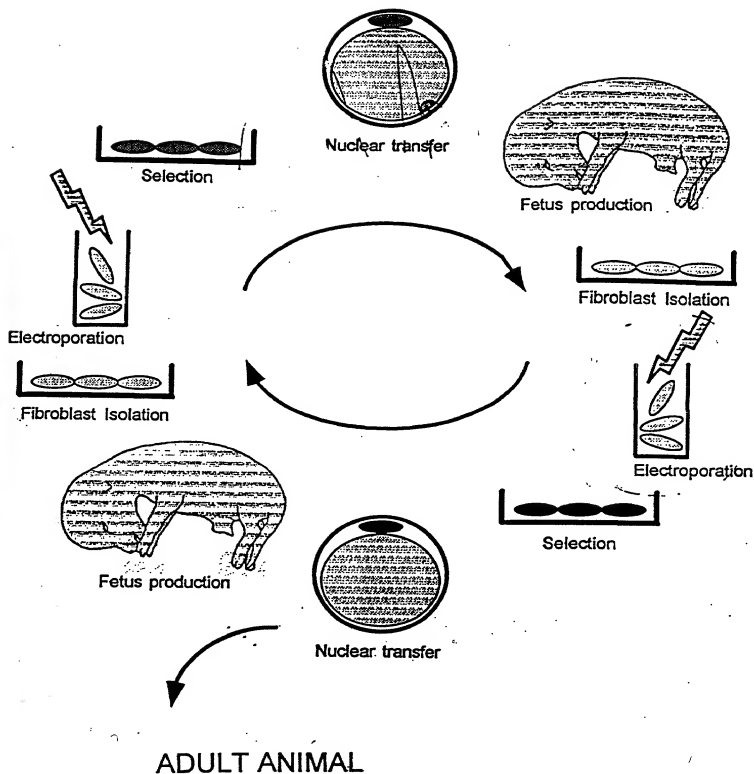 Nuclear transfer
Selection
Fetus production
Fibroblast Isolation
Electroporation
Fibroblast Isolation
Electroporation
Selection
Fetus production
Nuclear transfer
ADULT ANIMAL